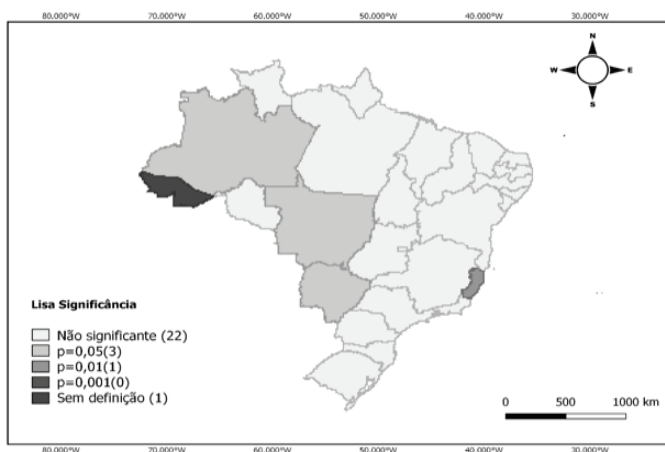 80.000°W 70.000°W 60.000°W 50.000°W 40.000°W 30.000°W
N
W E
S
Lisa Significância
Não significante (22)
p=0,05(3)
p=0,01(1)
p=0,001(0)
Sem definição (1)
0 500 1000 km
80.000°W 70.000°W 60.000°W 50.000°W 40.000°W 30.000°W